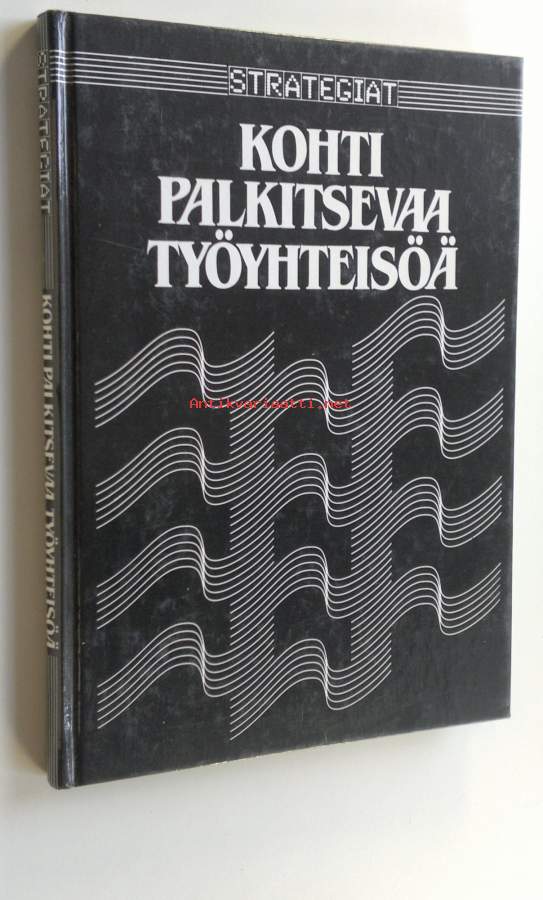 STRATEGIAT
KOHTI
PALKITSEVAA
TYÖYHTEISÖÄ
Antikvariaatti.net
STRATEGIAT
KOHTI PALKITSEVAA TYÖYHTEISÖÄ